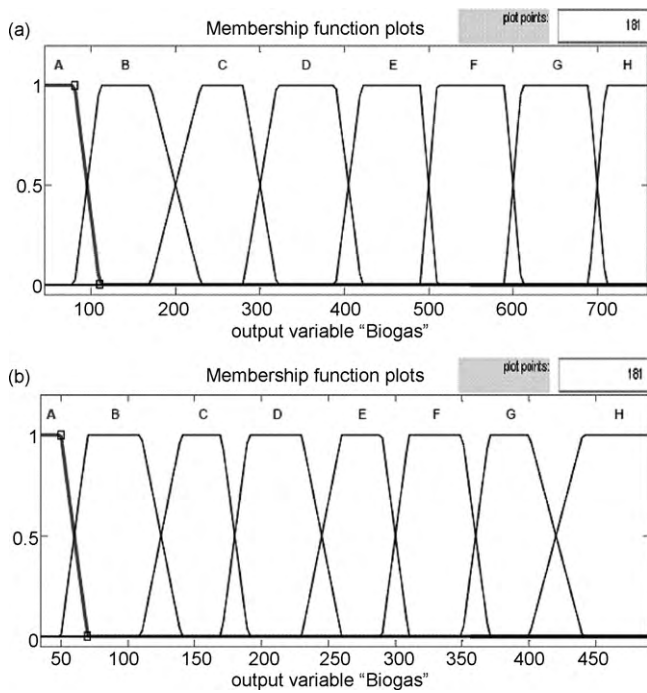 (a) Membership function plots plot points: 181
A B C D E F G H
1
0.5
0
100 200 300 400 500 600 700
output variable “Biogas”
(b) Membership function plots plot points: 181
A B C D E F G H
1
0.5
0
50 100 150 200 250 300 350 400 450
output variable “Biogas”